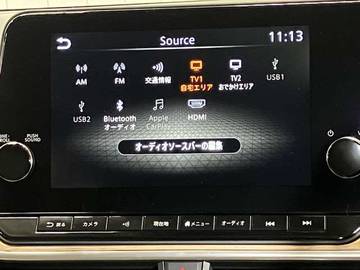 Source
11:13
AM
FM
交通情報
TV1
自宅エリア
TV2
おでかけエリア
USB1
USB2
Bluetooth
オーディオ
Apple
CarPlay
HDMI
PUSH
SOUND
オーディオソースバーの編集
戻る
カメラ
現在地
メニュー
オーディオ